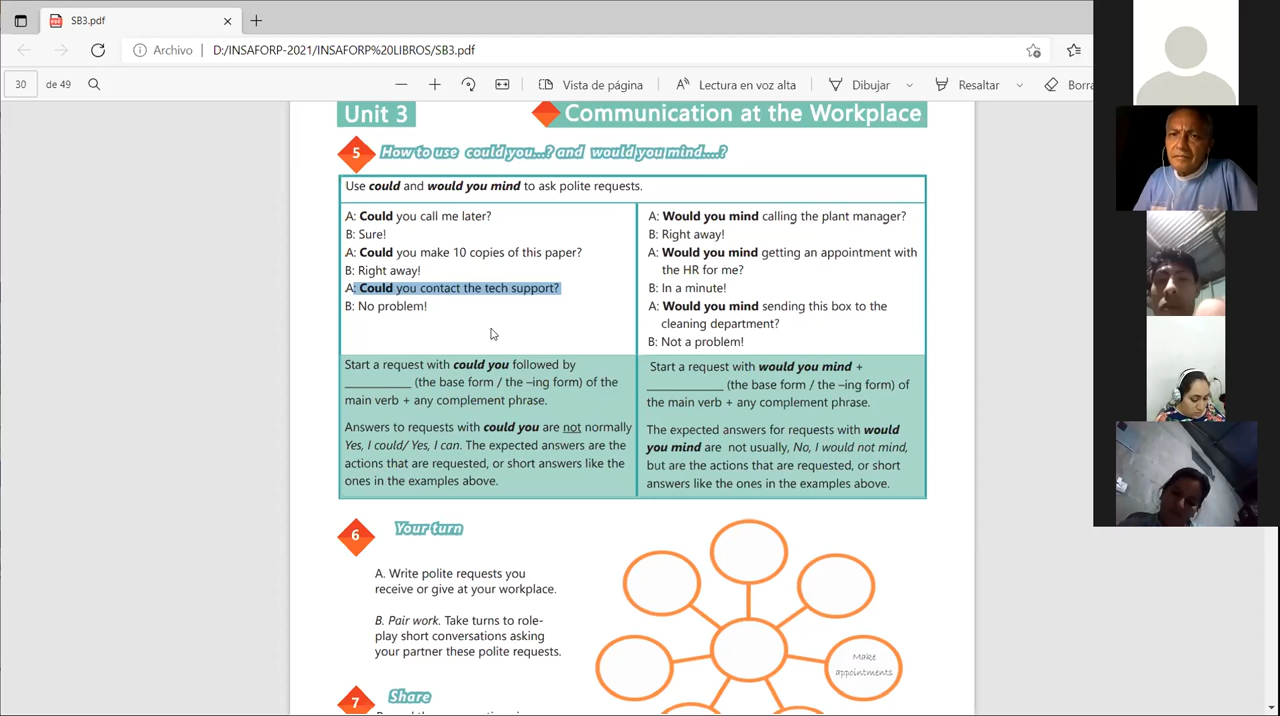 SB3.pdf
Archivo
D:/INSAFORP-2021/INSAFORP%20LIBROS/SB3.pdf
30 de 49
Vista de página
Lectura en voz alta
Dibujar
Resaltar
Borra
Unit 3
Communication at the Workplace
5 How to use could you...? and would you mind....?
Use could and would you mind to ask polite requests.
A: Could you call me later?
B: Sure!
A: Could you make 10 copies of this paper?
B: Right away!
A: Could you contact the tech support?
B: No problem!
A: Would you mind calling the plant manager?
B: Right away!
A: Would you mind getting an appointment with
the HR for me?
B: In a minute!
A: Would you mind sending this box to the
cleaning department?
B: Not a problem!
Start a request with could you followed by
___________ (the base form / the –ing form) of the
main verb + any complement phrase.
Answers to requests with could you are not normally
Yes, I could/ Yes, I can. The expected answers are the
actions that are requested, or short answers like the
ones in the examples above.
Start a request with would you mind +
____________ (the base form / the –ing form) of
the main verb + any complement phrase.
The expected answers for requests with would
you mind are not usually, No, I would not mind,
but are the actions that are requested, or short
answers like the ones in the examples above.
6 Your turn
A. Write polite requests you
receive or give at your workplace.
B. Pair work. Take turns to role-
play short conversations asking
your partner these polite requests.
Make
appointments
7 Share